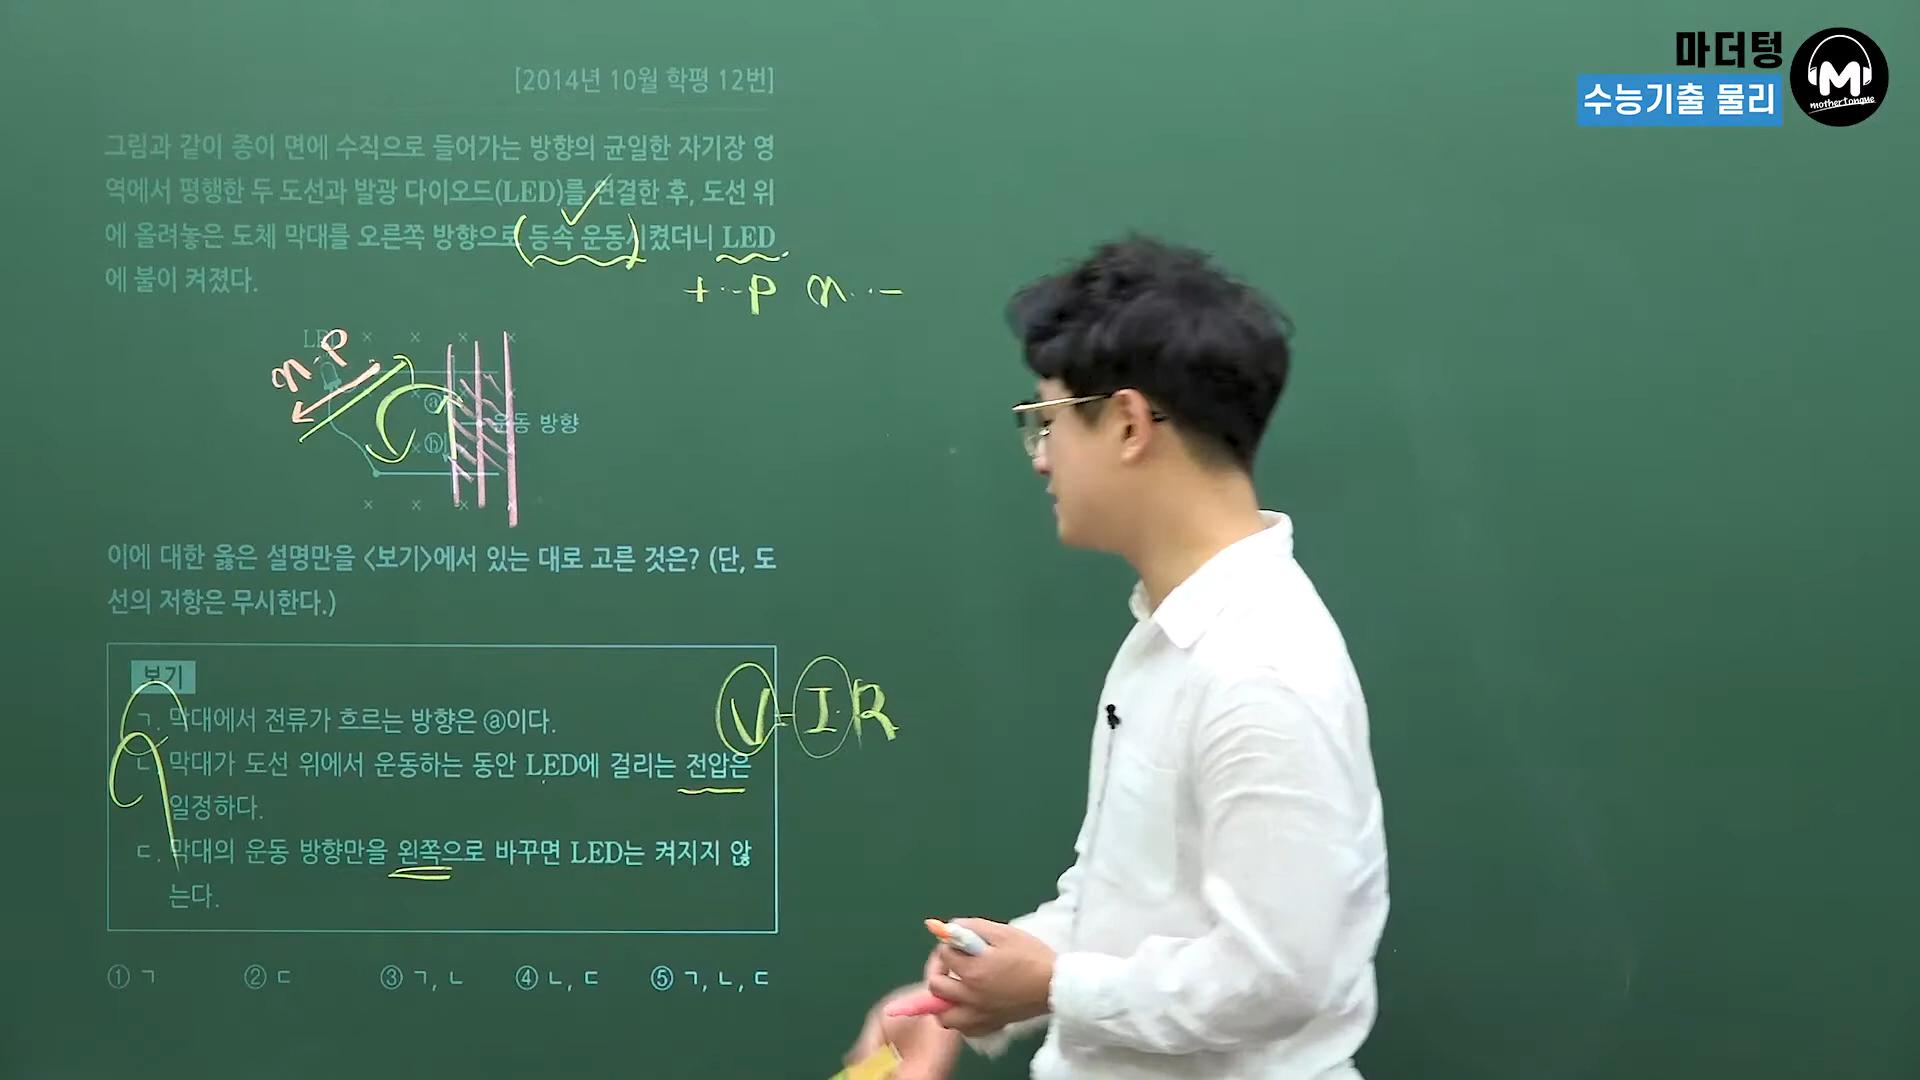 마더텅
수능기출 물리
M
mothertongue
[2014년 10월 학평 12번]
그림과 같이 종이 면에 수직으로 들어가는 방향의 균일한 자기장 영
역에서 평행한 두 도선과 발광 다이오드(LED)를 연결한 후, 도선 위
에 올려놓은 도체 막대를 오른쪽 방향으로 등속 운동시켰더니 LED
에 불이 켜졌다.
+ ‥ P n ‥ −
LED
n·P
ⓐ
운동 방향
ⓑ
이에 대한 옳은 설명만을 <보기>에서 있는 대로 고른 것은? (단, 도
선의 저항은 무시한다.)
보기
V = I·R
ㄱ. 막대에서 전류가 흐르는 방향은 ⓐ이다.
ㄴ. 막대가 도선 위에서 운동하는 동안 LED에 걸리는 전압은
일정하다.
ㄷ. 막대의 운동 방향만을 왼쪽으로 바꾸면 LED는 켜지지 않
는다.
① ㄱ ② ㄷ ③ ㄱ, ㄴ ④ ㄴ, ㄷ ⑤ ㄱ, ㄴ, ㄷ